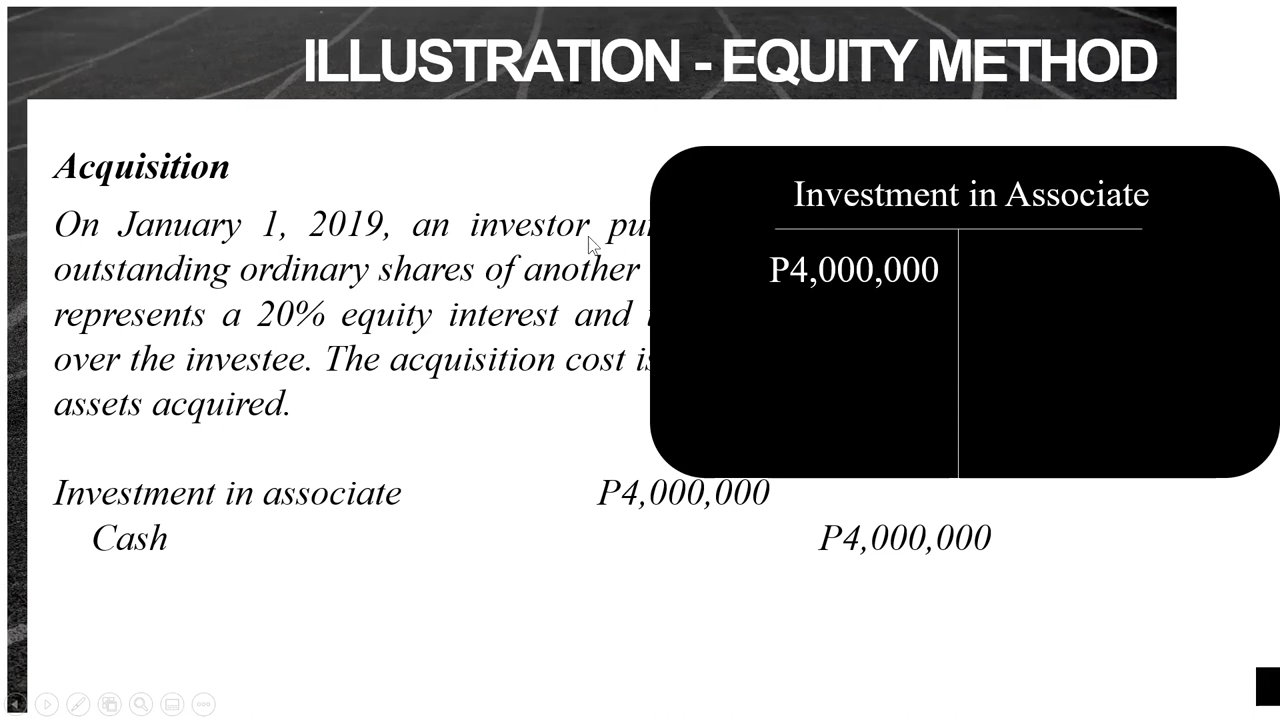 ILLUSTRATION - EQUITY METHOD
Acquisition
On January 1, 2019, an investor
outstanding ordinary shares of another
represents a 20% equity interest and
over the investee. The acquisition cost
assets acquired.
Investment in Associate
P4,000,000
Investment in associate P4,000,000
Cash P4,000,000